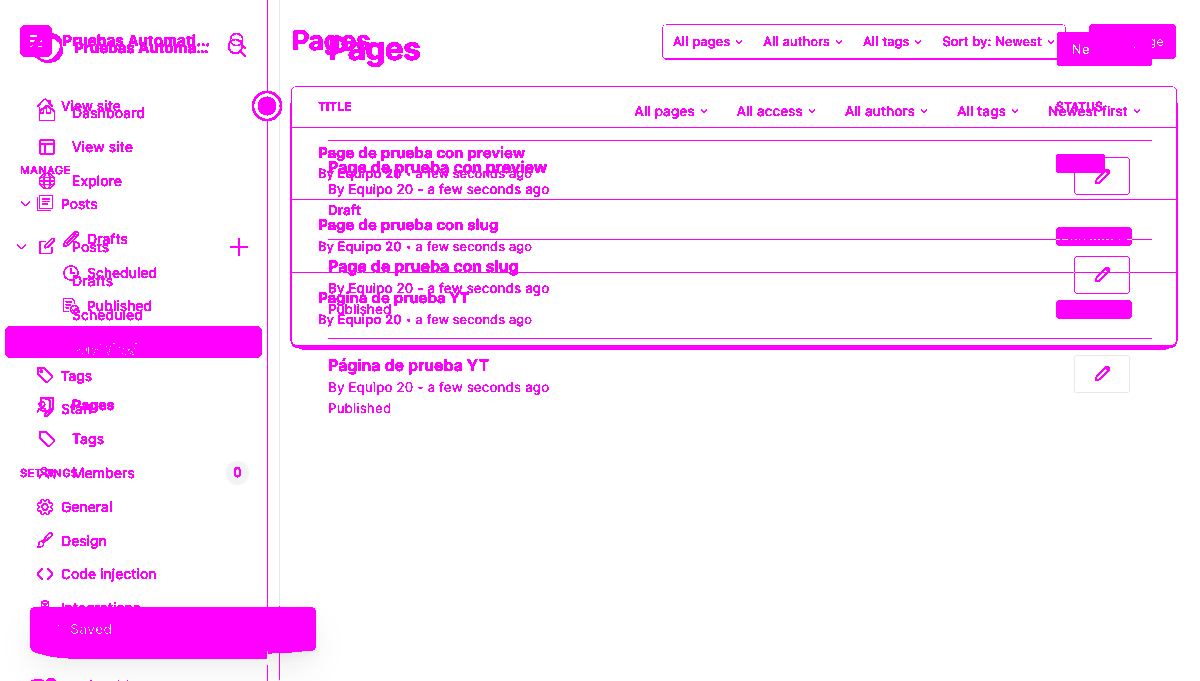 Pruebas Automati...
Pruebas Automa...
Pages
Pages
All pages
All authors
All tags
Sort by: Newest
Ne
ge
View site
Dashboard
View site
MANAGE
Explore
Posts
Drafts
Posts
Scheduled
Drafts
Published
Scheduled
Tags
Pages
Staff
Tags
SETTINGS
Members
0
General
Design
Code injection
Integrations
Saved
TITLE
STATUS
All pages
All access
All authors
All tags
Newest first
Page de prueba con preview
By Equipo 20 • a few seconds ago
Page de prueba con preview
By Equipo 20 - a few seconds ago
Draft
Page de prueba con slug
By Equipo 20 • a few seconds ago
Page de prueba con slug
By Equipo 20 - a few seconds ago
Published
Página de prueba YT
By Equipo 20 • a few seconds ago
Página de prueba YT
By Equipo 20 - a few seconds ago
Published